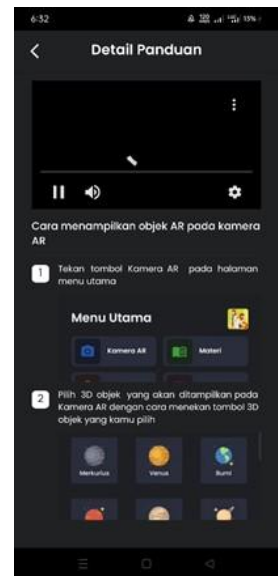 6:32
15%
Detail Panduan
Cara menampilkan objek AR pada kamera
AR
1
Tekan tombol Kamera AR pada halaman
menu utama
Menu Utama
Kamera AR
Materi
2
Pilih 3D objek yang akan ditampilkan pada
Kamera AR dengan cara menekan tombol 3D
objek yang kamu pilih
Merkurius
Venus
Bumi